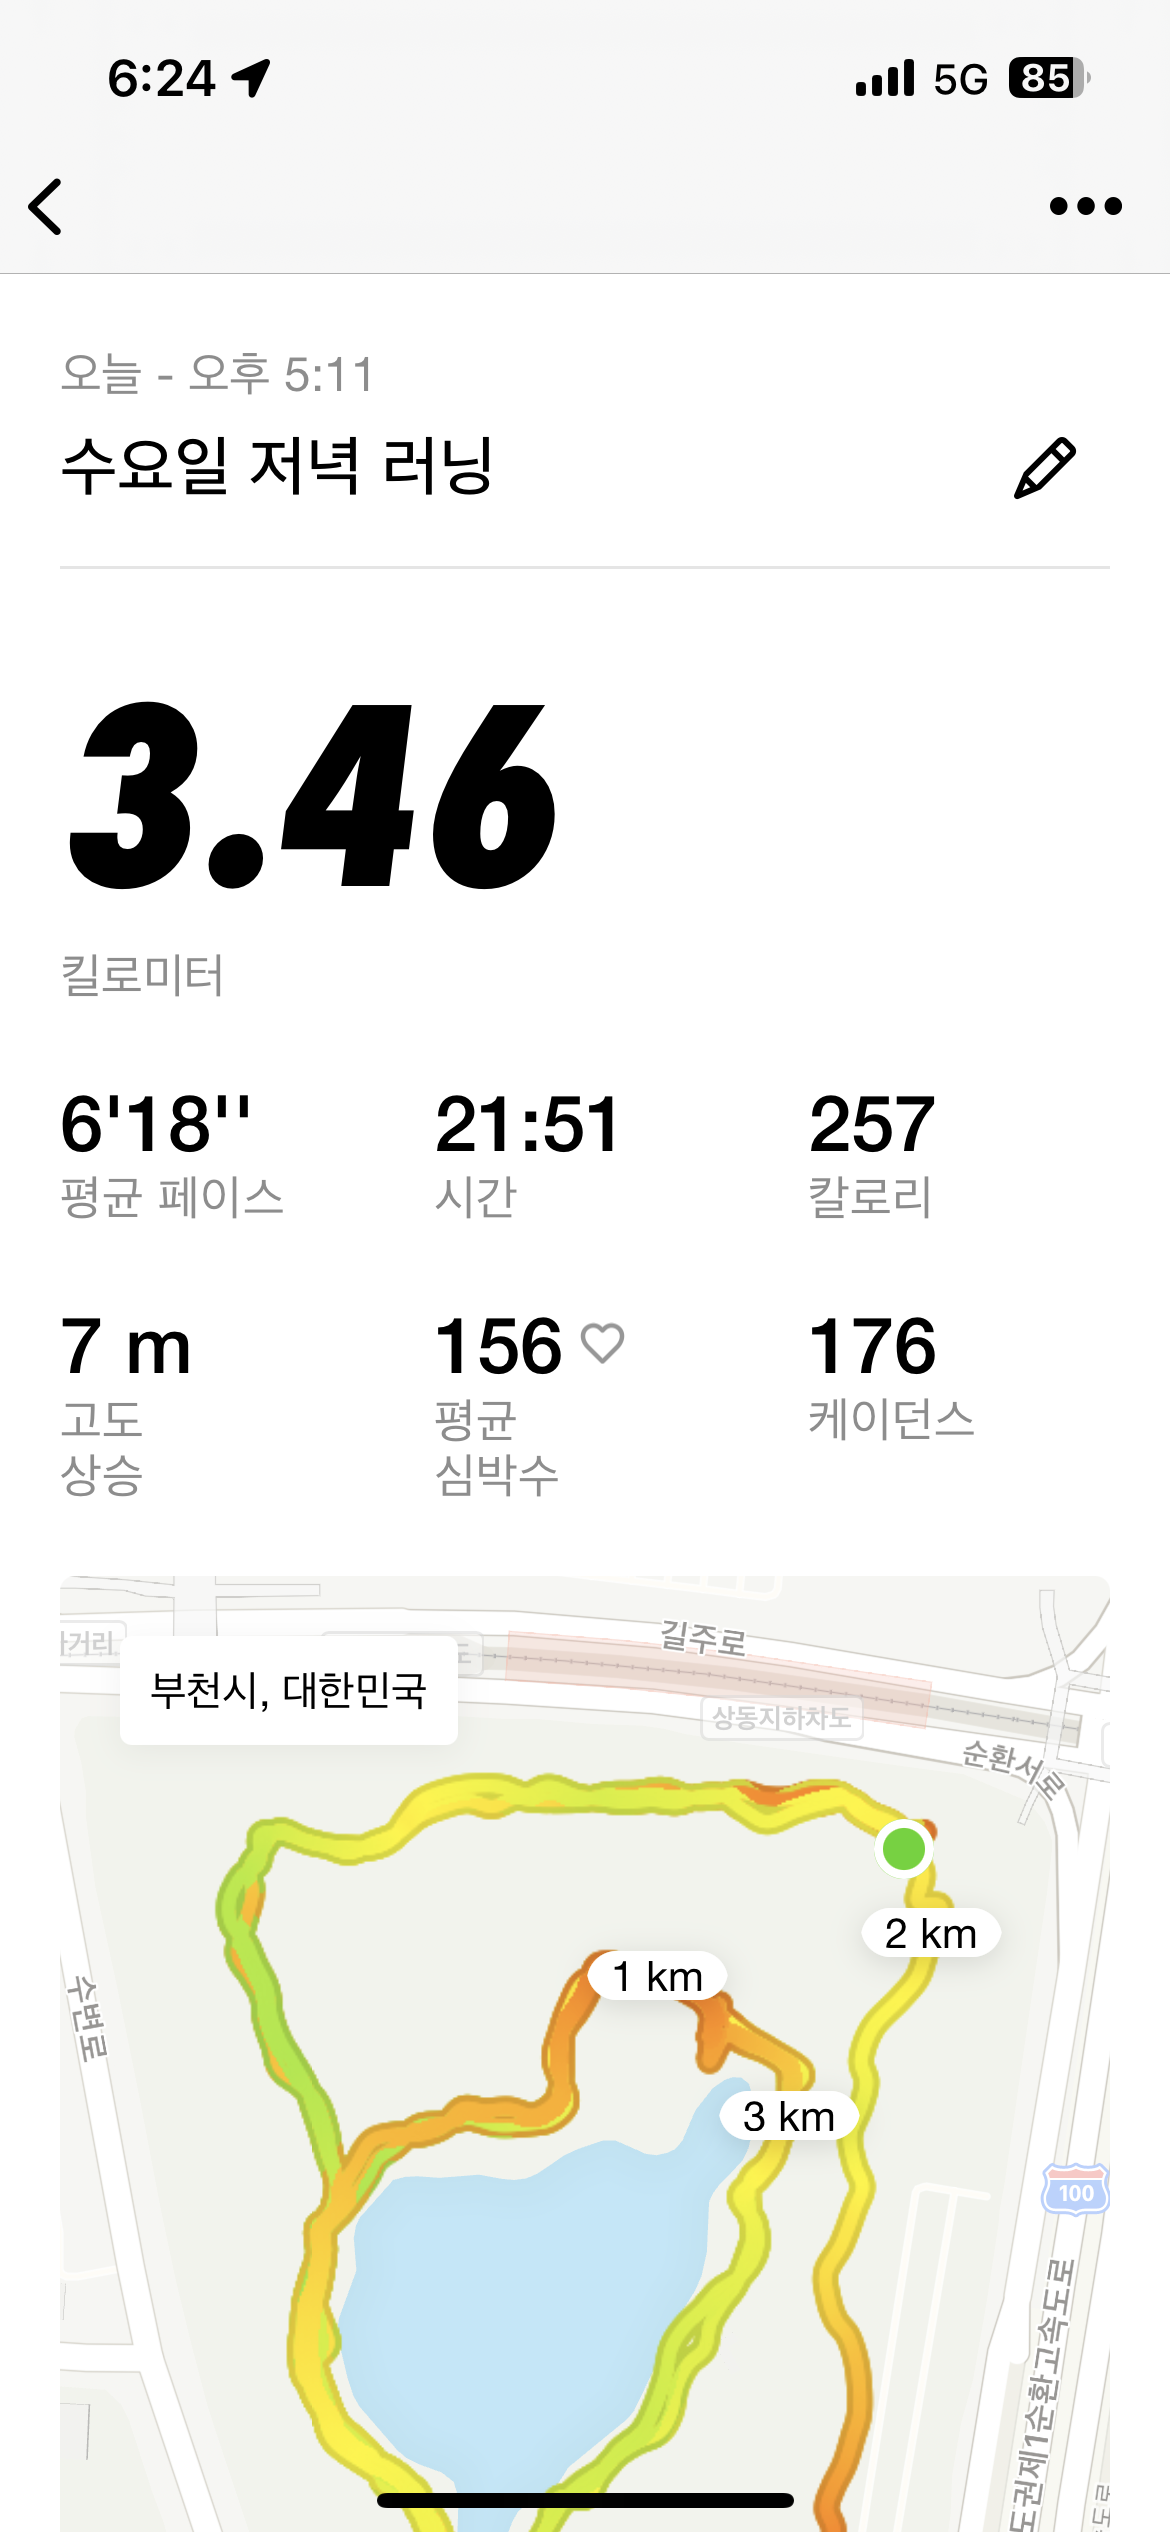 6:24 5G 85
오늘 - 오후 5:11
수요일 저녁 러닝
3.46
킬로미터
6'18'' 21:51 257
평균 페이스 시간 칼로리
7 m 156 176
고도 평균 케이던스
상승 심박수
길주로
부천시, 대한민국
상동지하차도
순환서로
2 km
1 km
수변로
3 km
100
도권제1순환고속도로